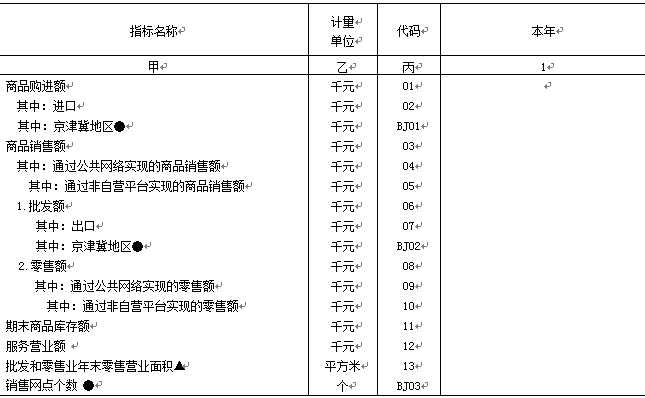 指标名称 计量单位 代码 本年
甲 乙 丙 1
商品购进额 千元 01
其中：进口 千元 02
其中：京津冀地区● 千元 BJ01
商品销售额 千元 03
其中：通过公共网络实现的商品销售额 千元 04
其中：通过非自营平台实现的商品销售额 千元 05
1.批发额 千元 06
其中：出口 千元 07
其中：京津冀地区● 千元 BJ02
2.零售额 千元 08
其中：通过公共网络实现的零售额 千元 09
其中：通过非自营平台实现的零售额 千元 10
期末商品库存额 千元 11
服务营业额 千元 12
批发和零售业年末零售营业面积▲ 平方米 13
销售网点个数 ● 个 BJ03